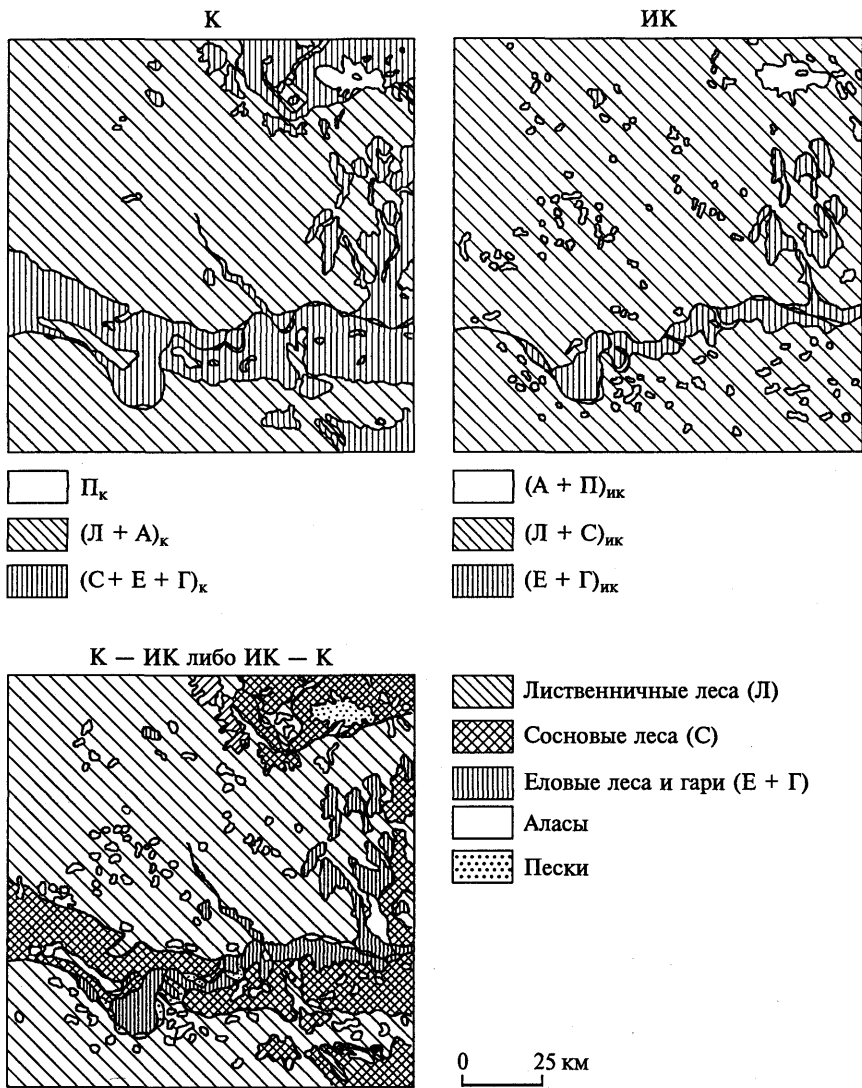 К
ИК
Пк
(Л + А)к
(С+ Е + Г)к
(А + П)ик
(Л + С)ик
(Е + Г)ик
К — ИК либо ИК — К
Лиственничные леса (Л)
Сосновые леса (С)
Еловые леса и гари (Е + Г)
Аласы
Пески
0 25 км